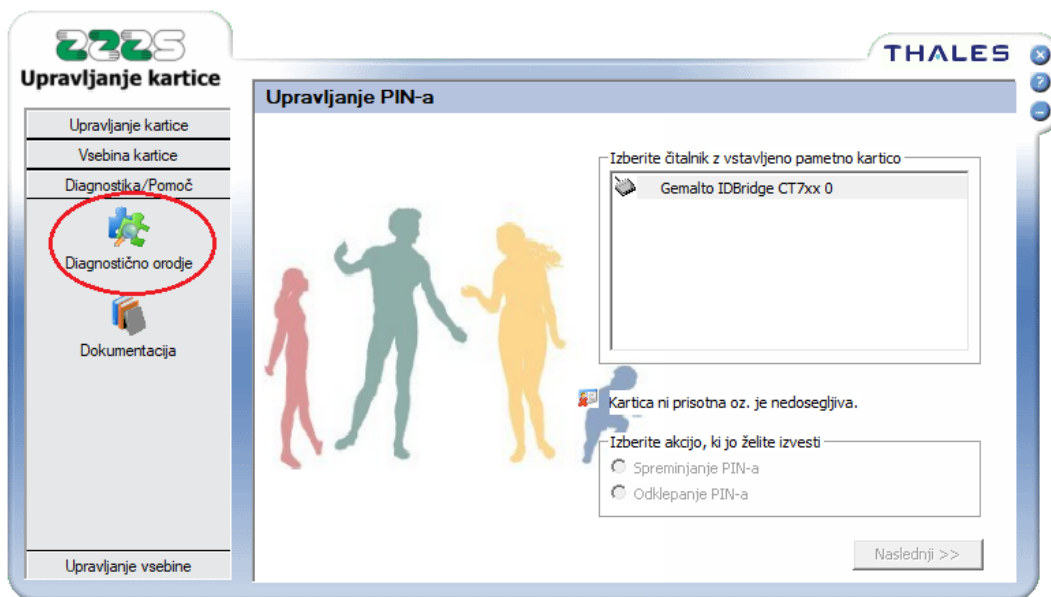 ZZZS
Upravljanje kartice
THALES
Upravljanje kartice
Vsebina kartice
Diagnostika/Pomoč
Diagnostično orodje
Dokumentacija
Upravljanje vsebine
Upravljanje PIN-a
Izberite čitalnik z vstavljeno pametno kartico
Gemalto IDBridge CT7xx 0
Kartica ni prisotna oz. je nedosegljiva.
Izberite akcijo, ki jo želite izvesti
Spreminjanje PIN-a
Odklepanje PIN-a
Naslednji >>